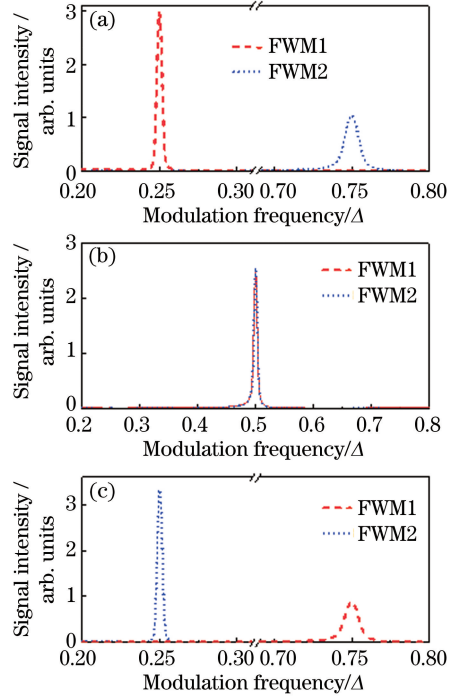 (a)
Signal intensity /
arb. units
3
2
1
0
FWM1
FWM2
0.20 0.25 0.30 0.70 0.75 0.80
Modulation frequency/Δ
(b)
Signal intensity /
arb. units
3
2
1
0
FWM1
FWM2
0.2 0.3 0.4 0.5 0.6 0.7 0.8
Modulation frequency/Δ
(c)
Signal intensity /
arb. units
3
2
1
0
FWM1
FWM2
0.20 0.25 0.30 0.70 0.75 0.80
Modulation frequency/Δ